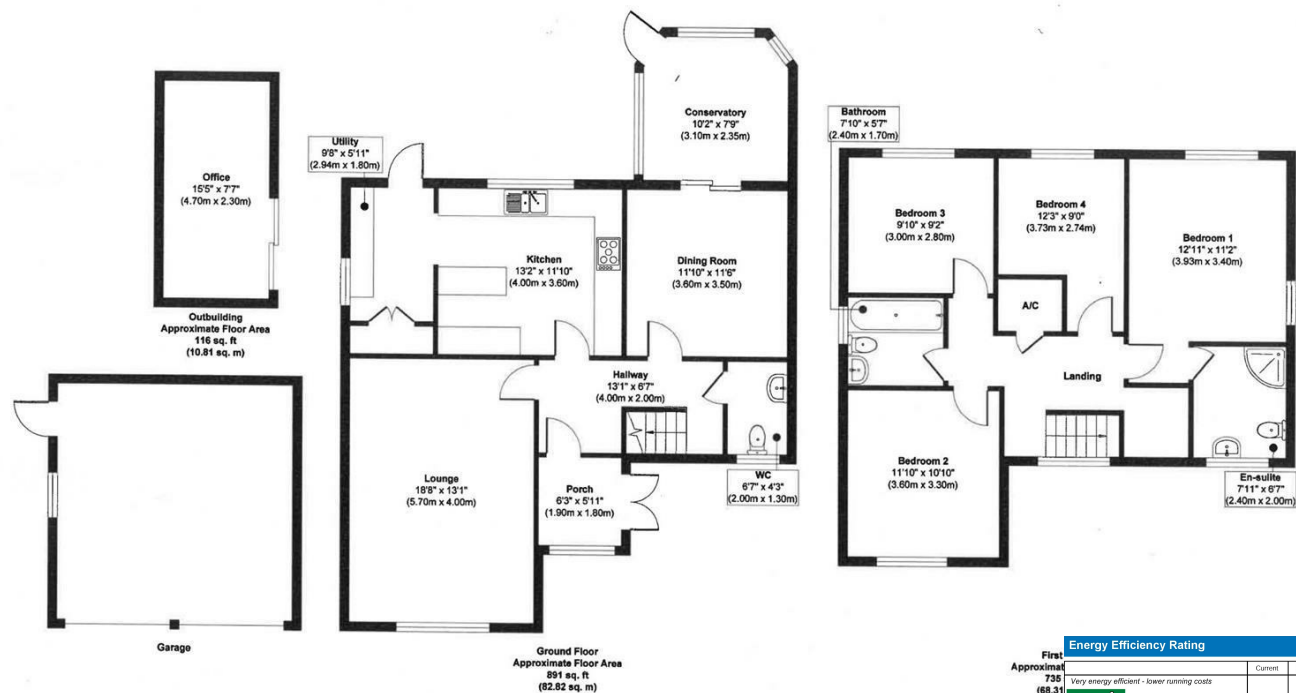 Office
15'5" x 7'7"
(4.70m x 2.30m)
Outbuilding
Approximate Floor Area
116 sq. ft
(10.81 sq. m)
Garage
Utility
9'8" x 5'11"
(2.94m x 1.80m)
Conservatory
10'2" x 7'9"
(3.10m x 2.35m)
Kitchen
13'2" x 11'10"
(4.00m x 3.60m)
Dining Room
11'10" x 11'6"
(3.60m x 3.50m)
Hallway
13'1" x 6'7"
(4.00m x 2.00m)
Lounge
18'8" x 13'1"
(5.70m x 4.00m)
Porch
6'3" x 5'11"
(1.90m x 1.80m)
WC
6'7" x 4'3"
(2.00m x 1.30m)
Ground Floor
Approximate Floor Area
891 sq. ft
(82.82 sq. m)
Bathroom
7'10" x 5'7"
(2.40m x 1.70m)
Bedroom 3
9'10" x 9'2"
(3.00m x 2.80m)
Bedroom 4
12'3" x 9'0"
(3.73m x 2.74m)
Bedroom 1
12'11" x 11'2"
(3.93m x 3.40m)
A/C
Landing
Bedroom 2
11'10" x 10'10"
(3.60m x 3.30m)
En-suite
7'11" x 6'7"
(2.40m x 2.00m)
First
Approximat
735
(68.31
Energy Efficiency Rating
Current
Very energy efficient - lower running costs